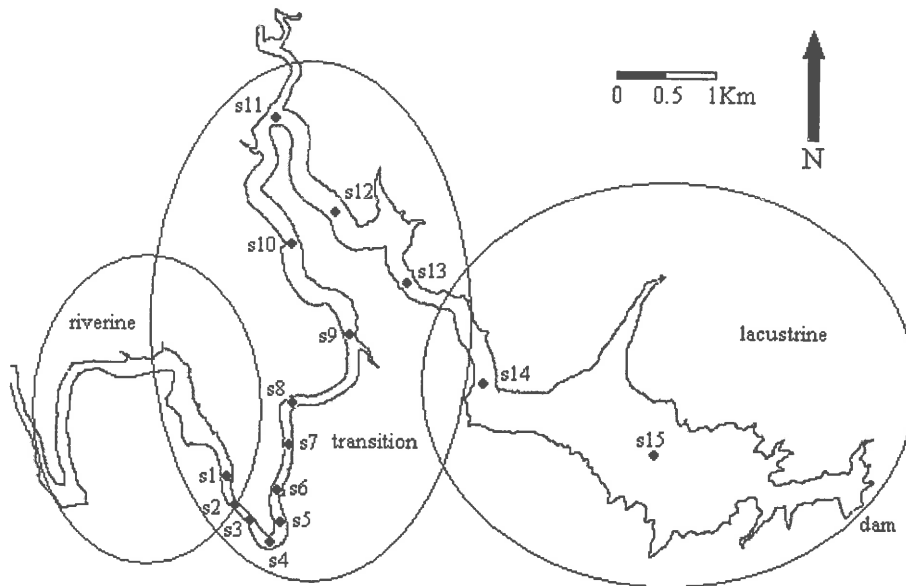 0 0.5 1Km
N
s11
s12
s10
s13
riverine
s9
lacustrine
s8
s14
s7
transition
s15
s1
s6
s2
s3
s5
s4
dam